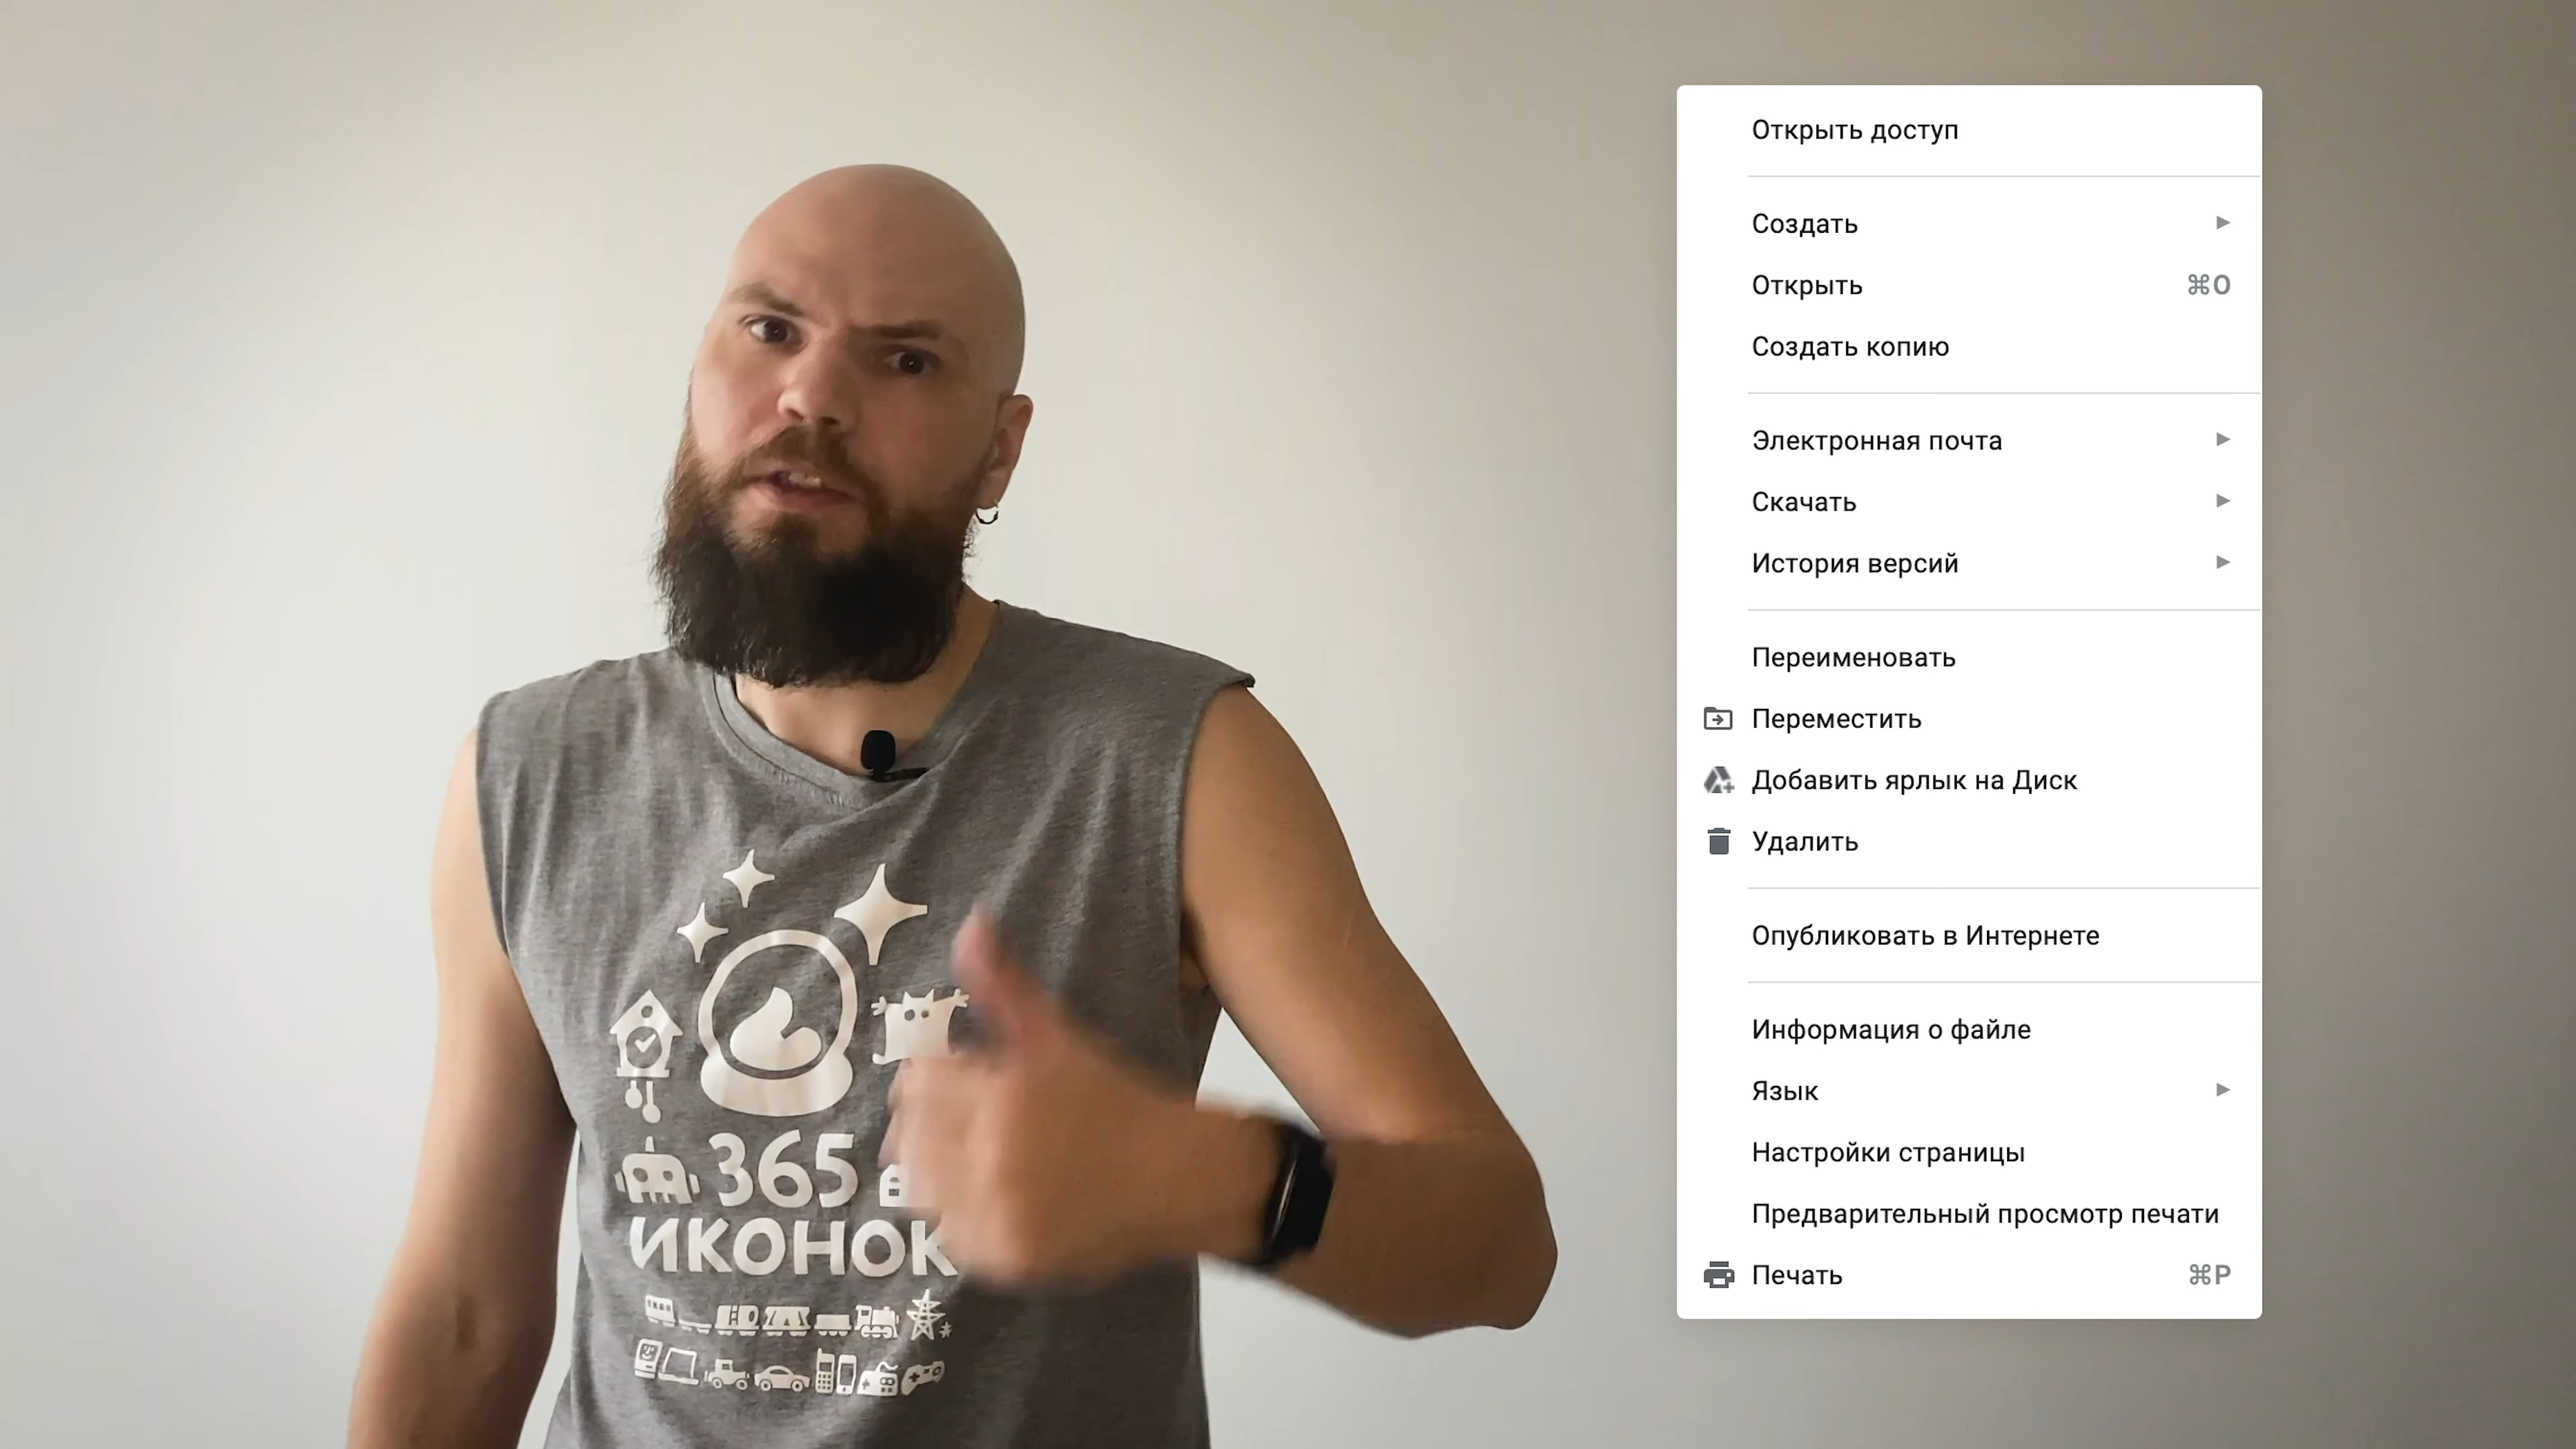 365
ИКОНОК
Открыть доступ
Создать
Открыть ⌘O
Создать копию
Электронная почта
Скачать
История версий
Переименовать
Переместить
Добавить ярлык на Диск
Удалить
Опубликовать в Интернете
Информация о файле
Язык
Настройки страницы
Предварительный просмотр печати
Печать ⌘P